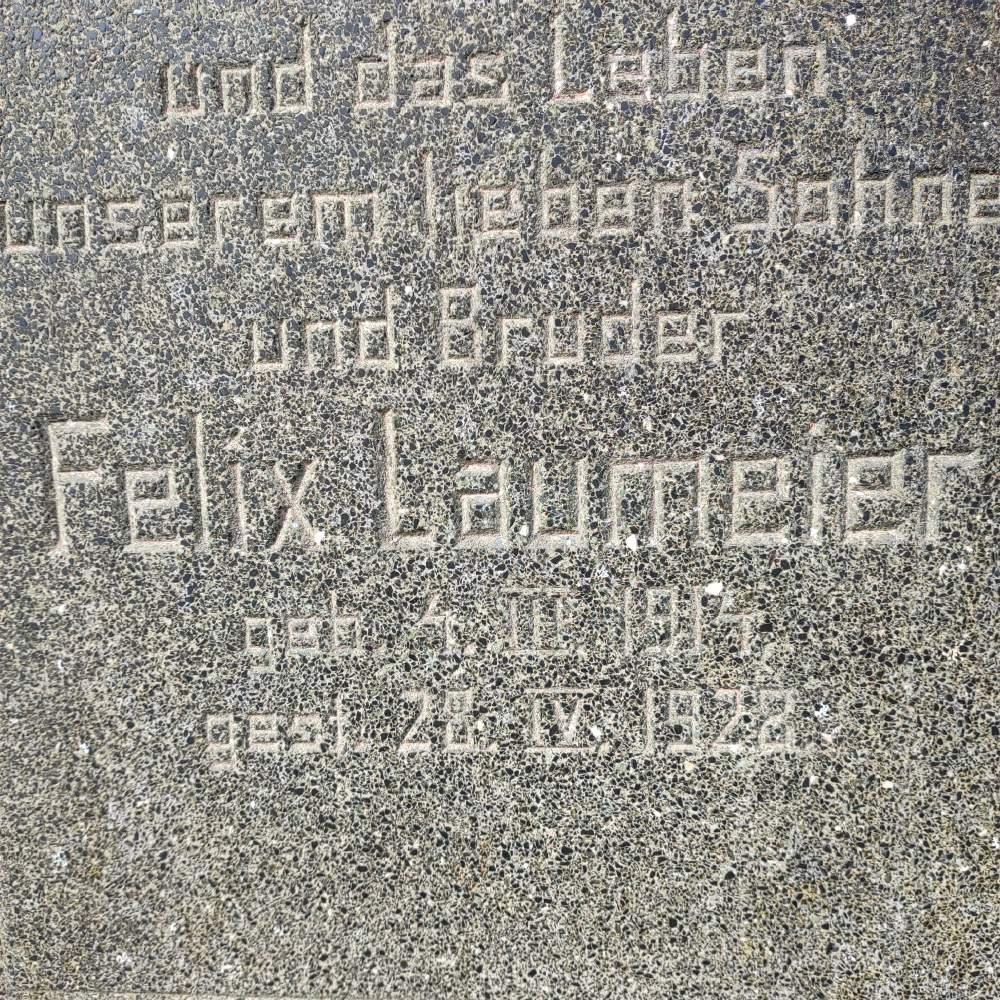 und das Leben
unserem lieben Sohne
und Bruder
Felix Laumeier
geb. 4. III. 1914,
gest. 28. IV. 1928.